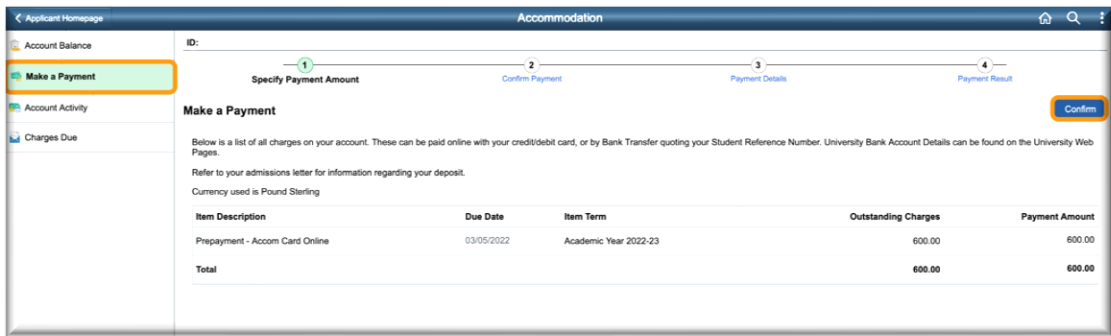 Applicant Homepage
Accommodation
Account Balance
Make a Payment
Account Activity
Charges Due
ID:
1 2 3 4
Specify Payment Amount Confirm Payment Payment Details Payment Result
Make a Payment
Confirm
Below is a list of all charges on your account. These can be paid online with your credit/debit card, or by Bank Transfer quoting your Student Reference Number. University Bank Account Details can be found on the University Web
Pages.
Refer to your admissions letter for information regarding your deposit.
Currency used is Pound Sterling
Item Description Due Date Item Term Outstanding Charges Payment Amount
Prepayment - Accom Card Online 03/05/2022 Academic Year 2022-23 600.00 600.00
Total 600.00 600.00